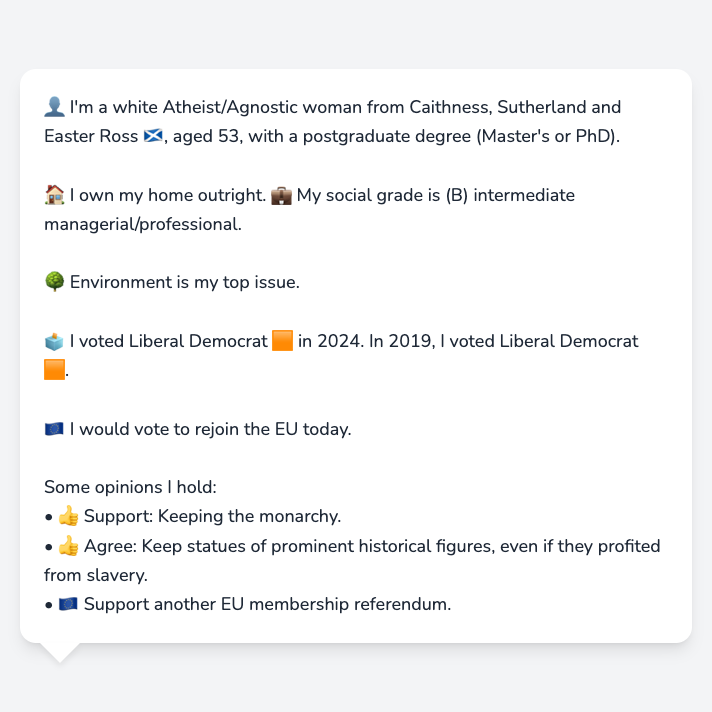 👤 I'm a white Atheist/Agnostic woman from Caithness, Sutherland and
Easter Ross 🏴󠁧󠁢󠁳󠁣󠁴󠁿, aged 53, with a postgraduate degree (Master's or PhD).
🏠 I own my home outright. 💼 My social grade is (B) intermediate
managerial/professional.
🌳 Environment is my top issue.
🗳️ I voted Liberal Democrat 🟧 in 2024. In 2019, I voted Liberal Democrat
🟧.
🇪🇺 I would vote to rejoin the EU today.
Some opinions I hold:
• 👍 Support: Keeping the monarchy.
• 👍 Agree: Keep statues of prominent historical figures, even if they profited
from slavery.
• 🇪🇺 Support another EU membership referendum.